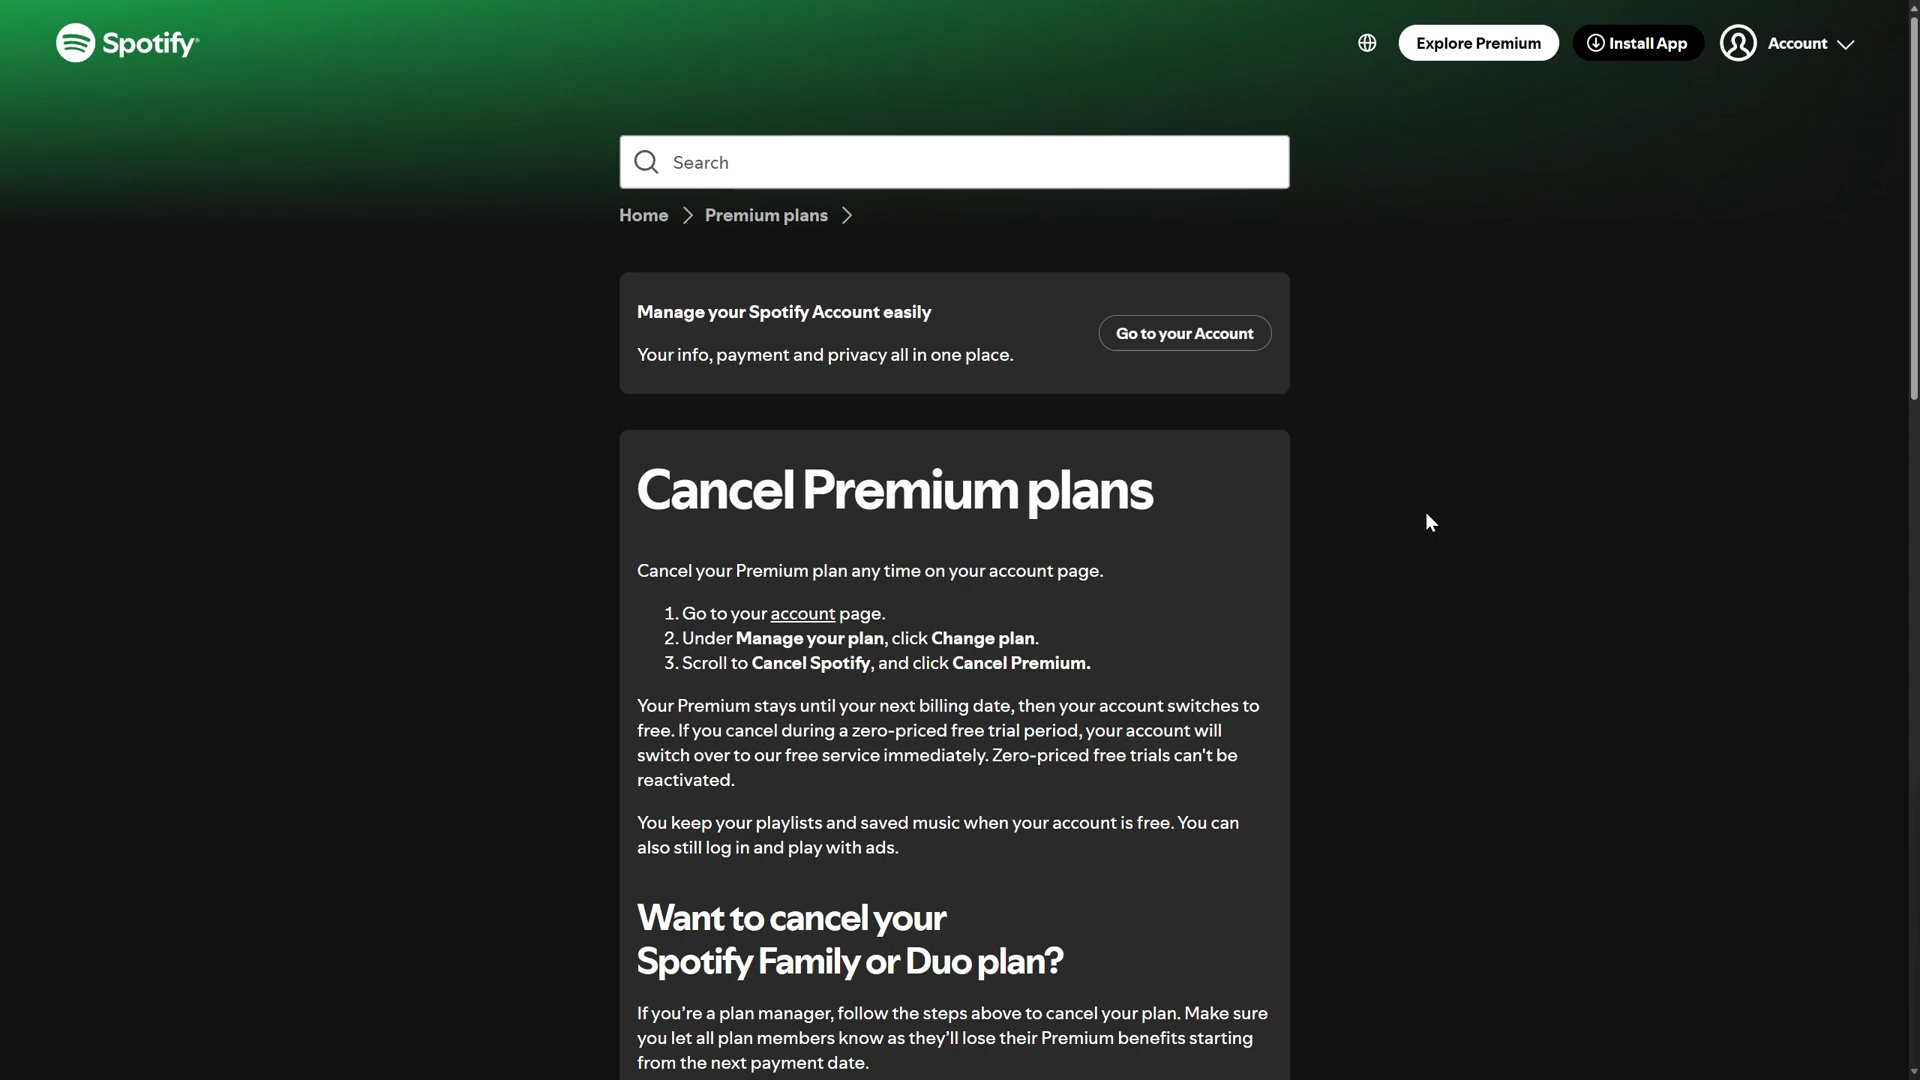 Spotify
Explore Premium
Install App
Account
Search
Home
Premium plans
Manage your Spotify Account easily
Your info, payment and privacy all in one place.
Go to your Account
Cancel Premium plans
Cancel your Premium plan any time on your account page.
1. Go to your account page.
2. Under Manage your plan, click Change plan.
3. Scroll to Cancel Spotify, and click Cancel Premium.
Your Premium stays until your next billing date, then your account switches to
free. If you cancel during a zero-priced free trial period, your account will
switch over to our free service immediately. Zero-priced free trials can't be
reactivated.
You keep your playlists and saved music when your account is free. You can
also still log in and play with ads.
Want to cancel your
Spotify Family or Duo plan?
If you’re a plan manager, follow the steps above to cancel your plan. Make sure
you let all plan members know as they’ll lose their Premium benefits starting
from the next payment date.